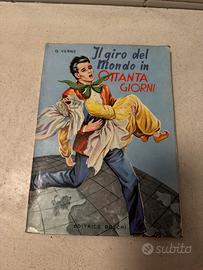 G. VERNE
Il giro del
Mondo in
OTTANTA
GIORNI
EDITRICE BOSCHI
subito